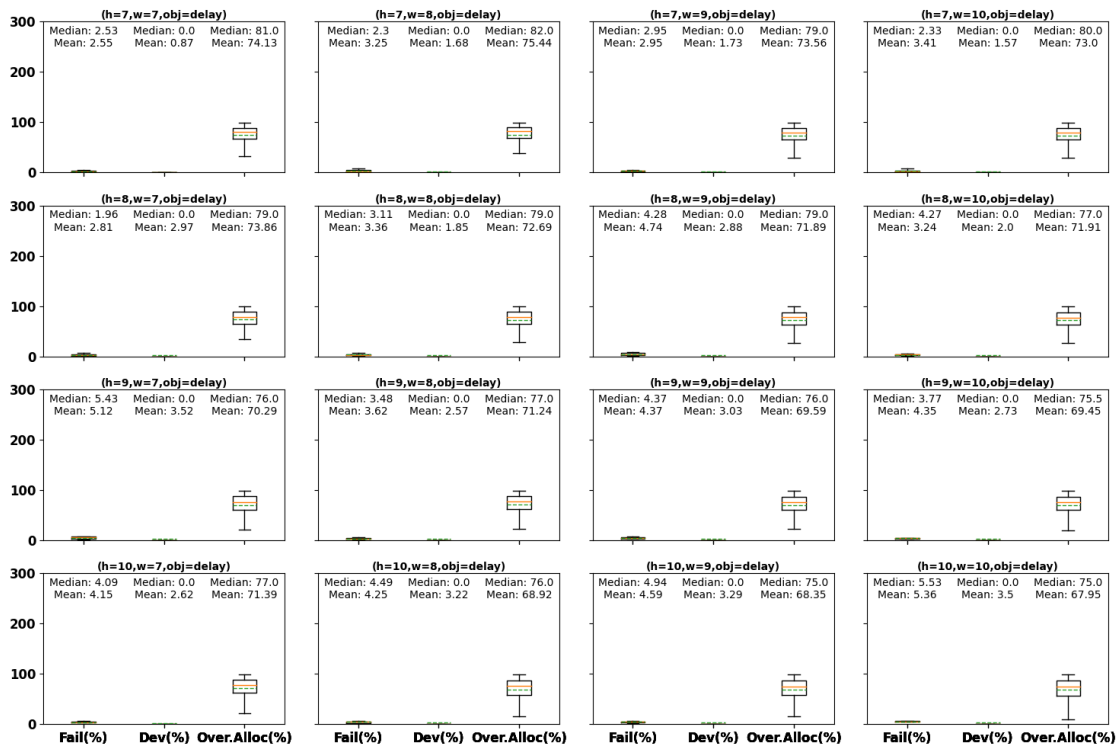 (h=7,w=7,obj=delay) (h=7,w=8,obj=delay) (h=7,w=9,obj=delay) (h=7,w=10,obj=delay)
300 Median: 2.53 Median: 0.0 Median: 81.0 Median: 2.3 Median: 0.0 Median: 82.0 Median: 2.95 Median: 0.0 Median: 79.0 Median: 2.33 Median: 0.0 Median: 80.0
Mean: 2.55 Mean: 0.87 Mean: 74.13 Mean: 3.25 Mean: 1.68 Mean: 75.44 Mean: 2.95 Mean: 1.73 Mean: 73.56 Mean: 3.41 Mean: 1.57 Mean: 73.0
200
100
0
(h=8,w=7,obj=delay) (h=8,w=8,obj=delay) (h=8,w=9,obj=delay) (h=8,w=10,obj=delay)
300 Median: 1.96 Median: 0.0 Median: 79.0 Median: 3.11 Median: 0.0 Median: 79.0 Median: 4.28 Median: 0.0 Median: 79.0 Median: 4.27 Median: 0.0 Median: 77.0
Mean: 2.81 Mean: 2.97 Mean: 73.86 Mean: 3.36 Mean: 1.85 Mean: 72.69 Mean: 4.74 Mean: 2.88 Mean: 71.89 Mean: 3.24 Mean: 2.0 Mean: 71.91
200
100
0
(h=9,w=7,obj=delay) (h=9,w=8,obj=delay) (h=9,w=9,obj=delay) (h=9,w=10,obj=delay)
300 Median: 5.43 Median: 0.0 Median: 76.0 Median: 3.48 Median: 0.0 Median: 77.0 Median: 4.37 Median: 0.0 Median: 76.0 Median: 3.77 Median: 0.0 Median: 75.5
Mean: 5.12 Mean: 3.52 Mean: 70.29 Mean: 3.62 Mean: 2.57 Mean: 71.24 Mean: 4.37 Mean: 3.03 Mean: 69.59 Mean: 4.35 Mean: 2.73 Mean: 69.45
200
100
0
(h=10,w=7,obj=delay) (h=10,w=8,obj=delay) (h=10,w=9,obj=delay) (h=10,w=10,obj=delay)
300 Median: 4.09 Median: 0.0 Median: 77.0 Median: 4.49 Median: 0.0 Median: 76.0 Median: 4.94 Median: 0.0 Median: 75.0 Median: 5.53 Median: 0.0 Median: 75.0
Mean: 4.15 Mean: 2.62 Mean: 71.39 Mean: 4.25 Mean: 3.22 Mean: 68.92 Mean: 4.59 Mean: 3.29 Mean: 68.35 Mean: 5.36 Mean: 3.5 Mean: 67.95
200
100
0
Fail(%) Dev(%) Over.Alloc(%) Fail(%) Dev(%) Over.Alloc(%) Fail(%) Dev(%) Over.Alloc(%) Fail(%) Dev(%) Over.Alloc(%)